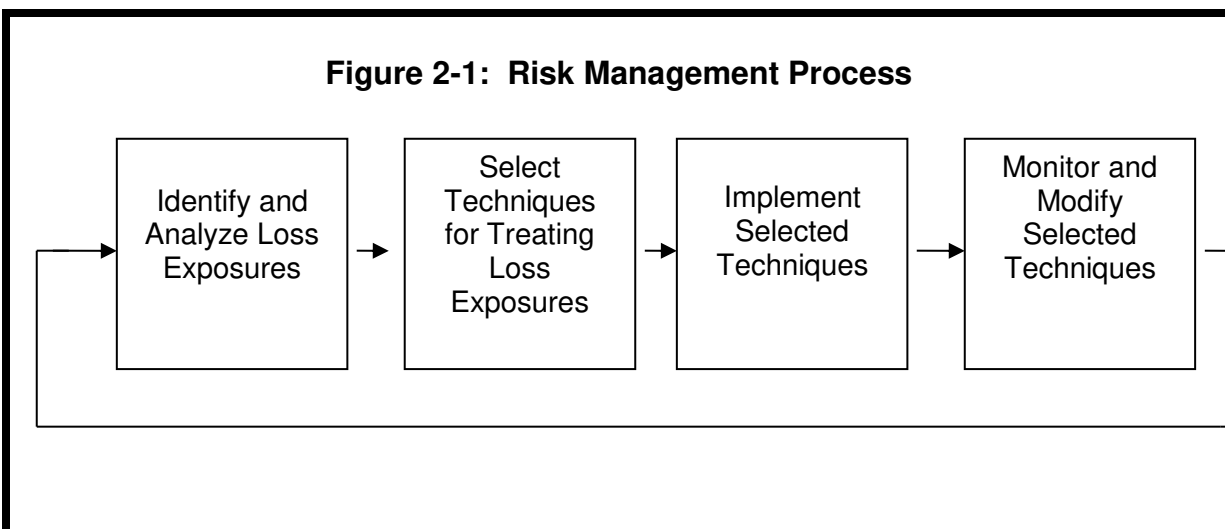 Figure 2-1:  Risk Management Process
Identify and
Analyze Loss
Exposures
Select
Techniques
for Treating
Loss
Exposures
Implement
Selected
Techniques
Monitor and
Modify
Selected
Techniques